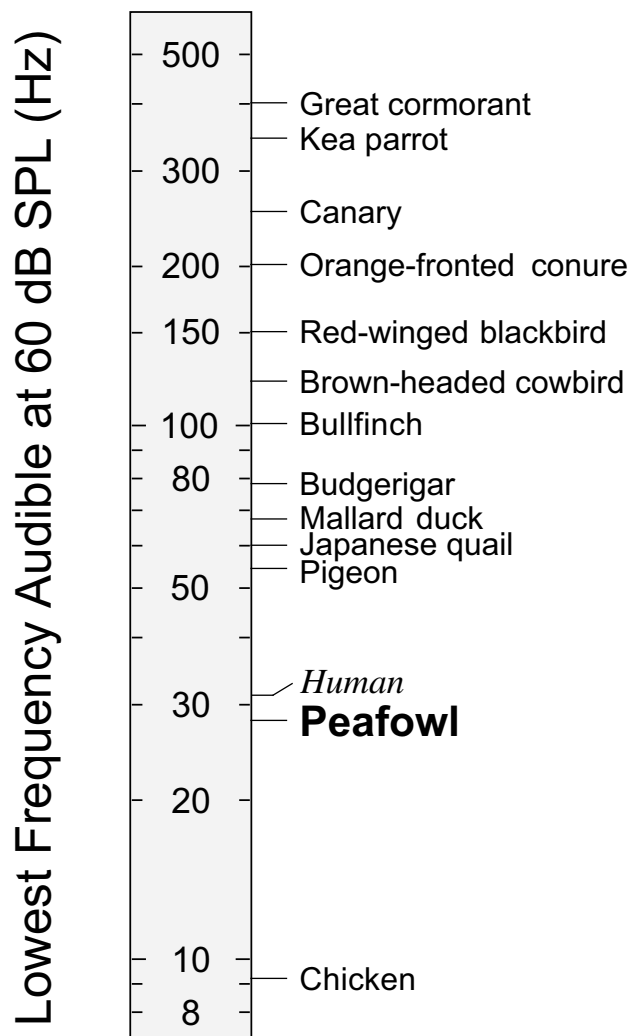 Lowest Frequency Audible at 60 dB SPL (Hz)
500
Great cormorant
Kea parrot
300
Canary
200 Orange-fronted conure
150 Red-winged blackbird
Brown-headed cowbird
100 Bullfinch
80 Budgerigar
Mallard duck
Japanese quail
Pigeon
50
Human
30
Peafowl
20
10
Chicken
8